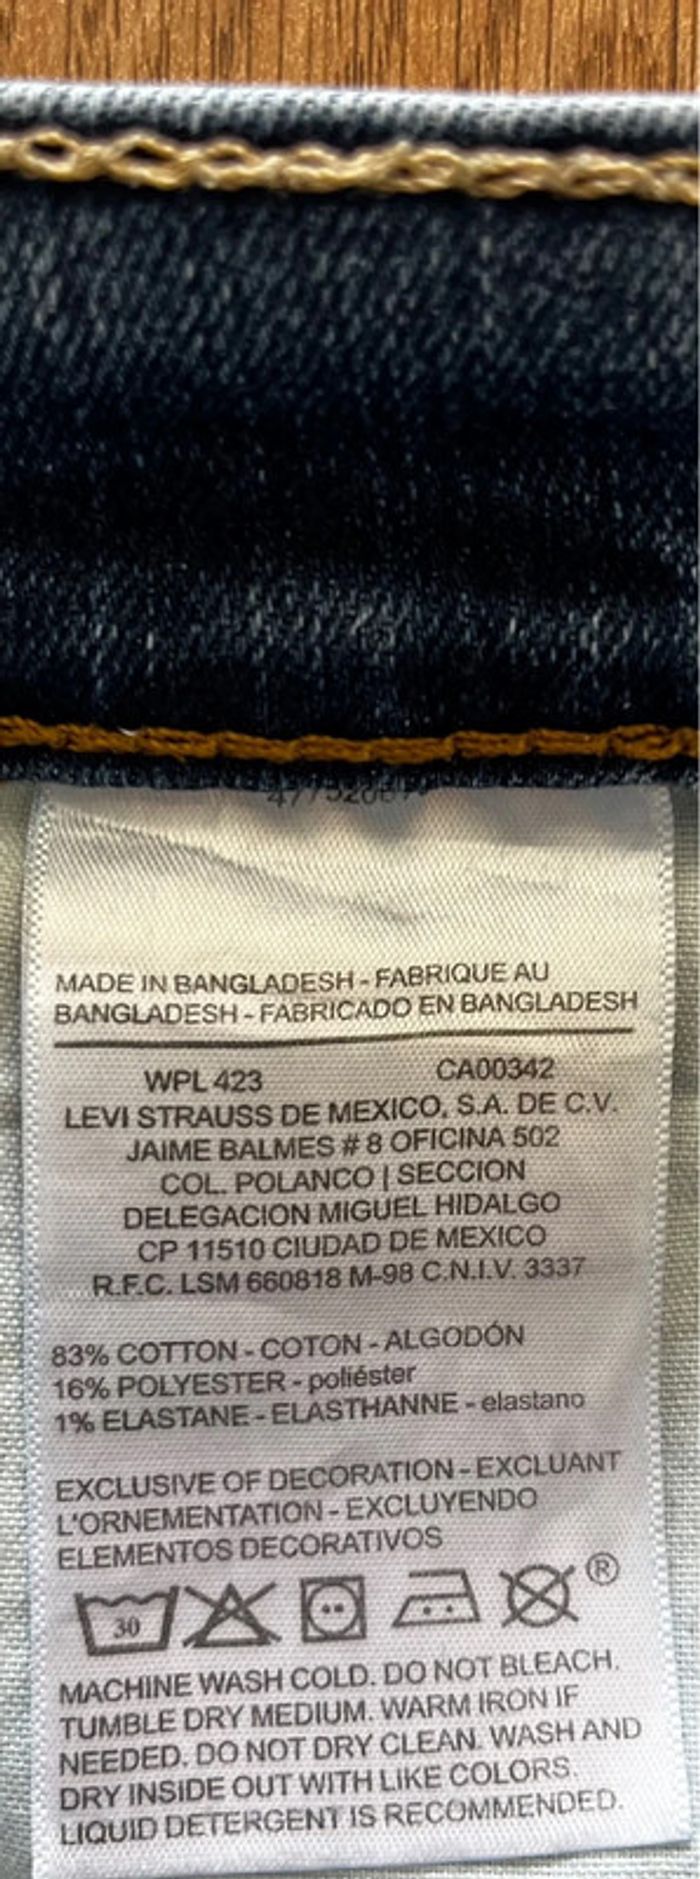 MADE IN BANGLADESH - FABRIQUE AU
BANGLADESH - FABRICADO EN BANGLADESH
WPL 423 CA00342
LEVI STRAUSS DE MEXICO, S.A. DE C.V.
JAIME BALMES # 8 OFICINA 502
COL. POLANCO | SECCION
DELEGACION MIGUEL HIDALGO
CP 11510 CIUDAD DE MEXICO
R.F.C. LSM 660818 M-98 C.N.I.V. 3337
83% COTTON - COTON - ALGODÓN
16% POLYESTER - poliéster
1% ELASTANE - ELASTHANNE - elastano
EXCLUSIVE OF DECORATION - EXCLUANT
L'ORNEMENTATION - EXCLUYENDO
ELEMENTOS DECORATIVOS
30 ®
MACHINE WASH COLD. DO NOT BLEACH.
TUMBLE DRY MEDIUM. WARM IRON IF
NEEDED. DO NOT DRY CLEAN. WASH AND
DRY INSIDE OUT WITH LIKE COLORS.
LIQUID DETERGENT IS RECOMMENDED.